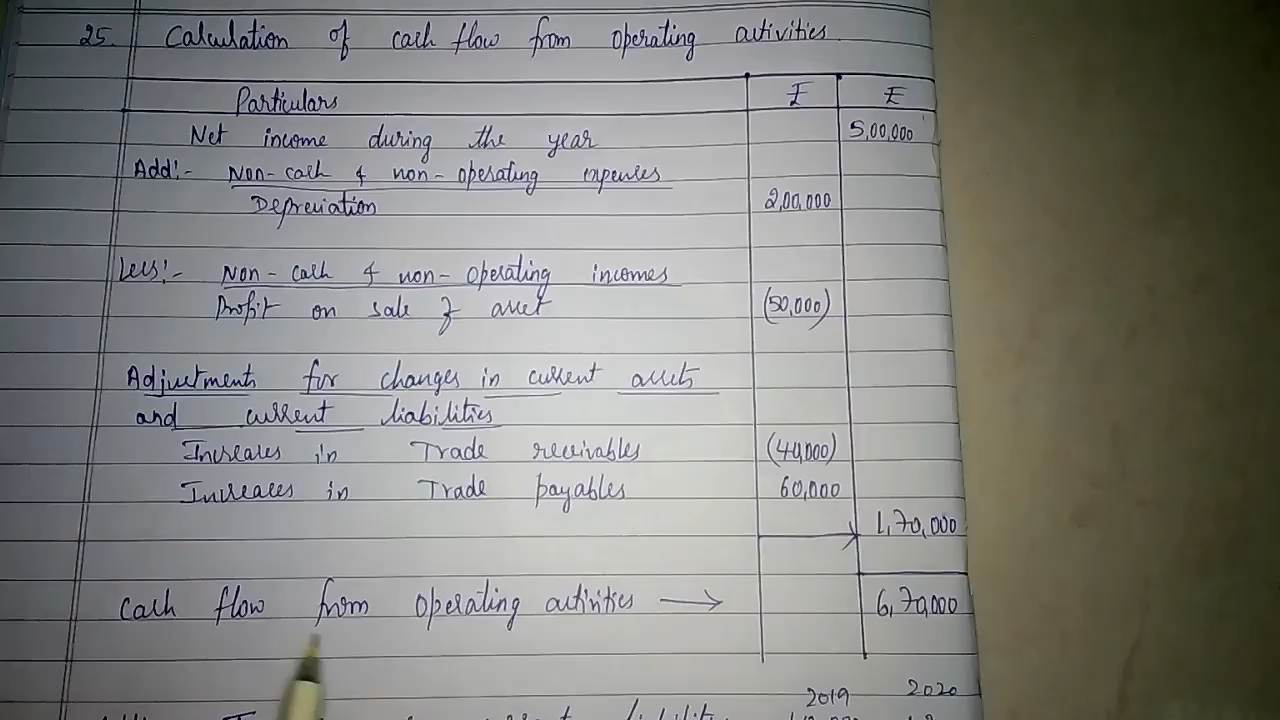 25. Calculation of cash flow from operating activities
Particulars ₹ ₹
Net income during the year 5,00,000
Add:- Non-cash & non-operating expenses
Depreciation 2,00,000
Less:- Non-cash & non-operating incomes
Profit on sale of asset (50,000)
Adjustments for changes in current assets
and current liabilities
Increases in Trade receivables (40,000)
Increases in Trade payables 60,000
1,70,000
Cash flow from operating activities → 6,70,000
2019 2020